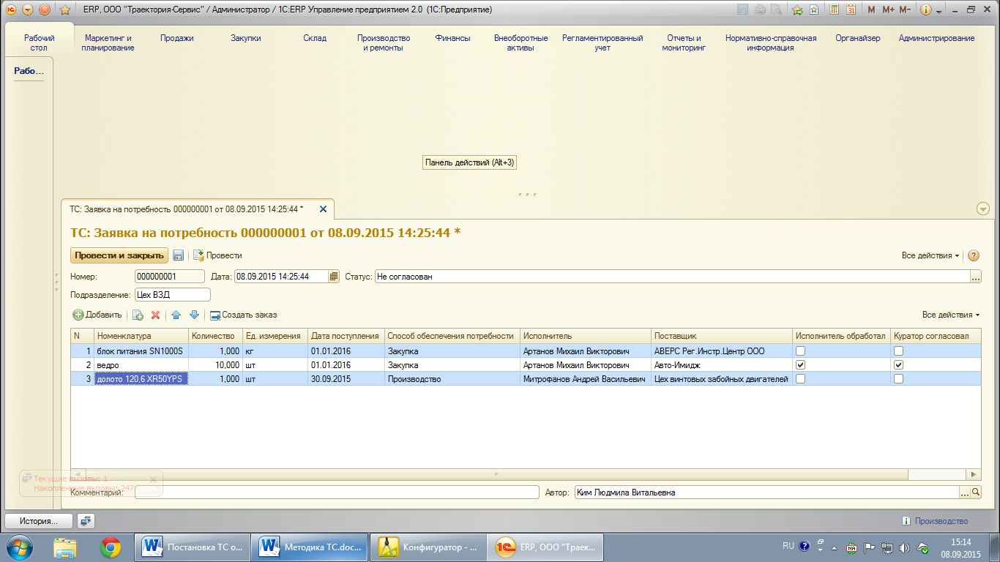 ERP, ООО "Траектория-Сервис" / Администратор / 1С:ERP Управление предприятием 2.0 (1С:Предприятие)
M M+ M-
Рабочий стол
Маркетинг и планирование
Продажи
Закупки
Склад
Производство и ремонты
Финансы
Внеоборотные активы
Регламентированный учет
Отчеты и мониторинг
Нормативно-справочная информация
Органайзер
Администрирование
Рабо...
Панель действий (Alt+3)
ТС: Заявка на потребность 000000001 от 08.09.2015 14:25:44 *
ТС: Заявка на потребность 000000001 от 08.09.2015 14:25:44 *
Провести и закрыть Провести Все действия
Номер: 000000001 Дата: 08.09.2015 14:25:44 Статус: Не согласован ...
Подразделение: Цех ВЗД
Добавить Создать заказ Все действия
N Номенклатура Количество Ед. измерения Дата поступления Способ обеспечения потребности Исполнитель Поставщик Исполнитель обработал Куратор согласовал
1 блок питания SN1000S 1,000 кг 01.01.2016 Закупка Артанов Михаил Викторович АВЕРС Рег.Инстр.Центр ООО
2 ведро 10,000 шт 01.01.2016 Закупка Артанов Михаил Викторович Авто-Имидж
3 долото 120,6 XR50YPS 1,000 шт 30.09.2015 Производство Митрофанов Андрей Васильевич Цех винтовых забойных двигателей
Текущие вызовы: 1
Накопленные вызовы: 247
Комментарий: Автор: Ким Людмила Витальевна ...
История... Производство
Постановка ТС о... Методика ТС.doc... Конфигуратор - ... ERP, ООО "Траек... RU 15:14
08.09.2015